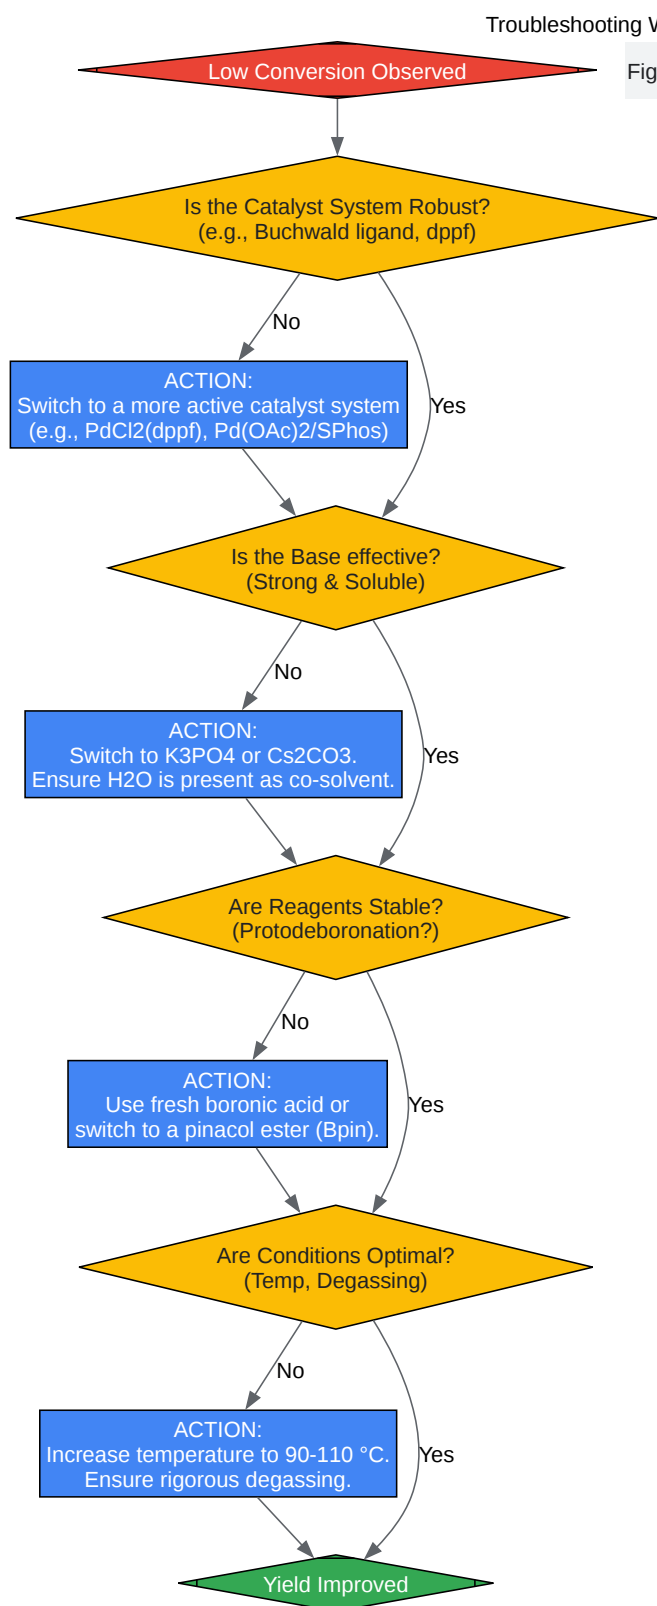 Troubleshooting
Low Conversion Observed
Fig
Is the Catalyst System Robust?
(e.g., Buchwald ligand, dppf)
No
Yes
ACTION:
Switch to a more active catalyst system
(e.g., PdCl2(dppf), Pd(OAc)2/SPhos)
Is the Base effective?
(Strong & Soluble)
No
Yes
ACTION:
Switch to K3PO4 or Cs2CO3.
Ensure H2O is present as co-solvent.
Are Reagents Stable?
(Protodeboronation?)
No
Yes
ACTION:
Use fresh boronic acid or
switch to a pinacol ester (Bpin).
Are Conditions Optimal?
(Temp, Degassing)
No
Yes
ACTION:
Increase temperature to 90-110 °C.
Ensure rigorous degassing.
Yield Improved